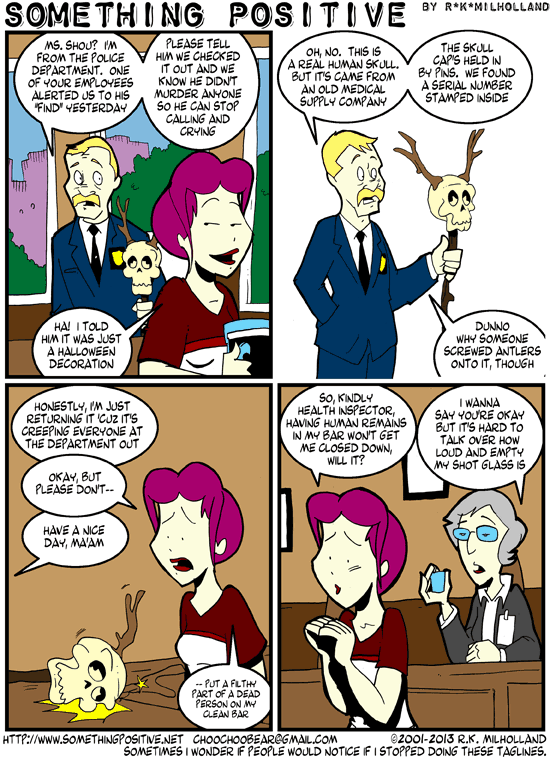 SOMETHING POSITIVE BY R*K*MILHOLLAND
MS. SHOU? I'M
FROM THE POLICE
DEPARTMENT. ONE
OF YOUR EMPLOYEES
ALERTED US TO HIS
"FIND" YESTERDAY
PLEASE TELL
HIM WE CHECKED
IT OUT AND WE
KNOW HE DIDN'T
MURDER ANYONE
SO HE CAN STOP
CALLING AND
CRYING
HA! I TOLD
HIM IT WAS JUST
A HALLOWEEN
DECORATION
OH, NO. THIS IS
A REAL HUMAN SKULL.
BUT IT'S CAME FROM
AN OLD MEDICAL
SUPPLY COMPANY
THE SKULL
CAP'S HELD IN
BY PINS. WE FOUND
A SERIAL NUMBER
STAMPED INSIDE
DUNNO
WHY SOMEONE
SCREWED ANTLERS
ONTO IT, THOUGH
HONESTLY, I'M JUST
RETURNING IT 'CUZ IT'S
CREEPING EVERYONE AT
THE DEPARTMENT OUT
OKAY, BUT
PLEASE DON'T--
HAVE A NICE
DAY, MA'AM
-- PUT A FILTHY
PART OF A DEAD
PERSON ON MY
CLEAN BAR
SO, KINDLY
HEALTH INSPECTOR,
HAVING HUMAN REMAINS
IN MY BAR WON'T GET
ME CLOSED DOWN,
WILL IT?
I WANNA
SAY YOU'RE OKAY
BUT IT'S HARD TO
TALK OVER HOW
LOUD AND EMPTY
MY SHOT GLASS IS
HTTP://WWW.SOMETHINGPOSITIVE.NET CHOOCHOOBEAR@GMAIL.COM ©2001-2013 R.K. MILHOLLAND
SOMETIMES I WONDER IF PEOPLE WOULD NOTICE IF I STOPPED DOING THESE TAGLINES.